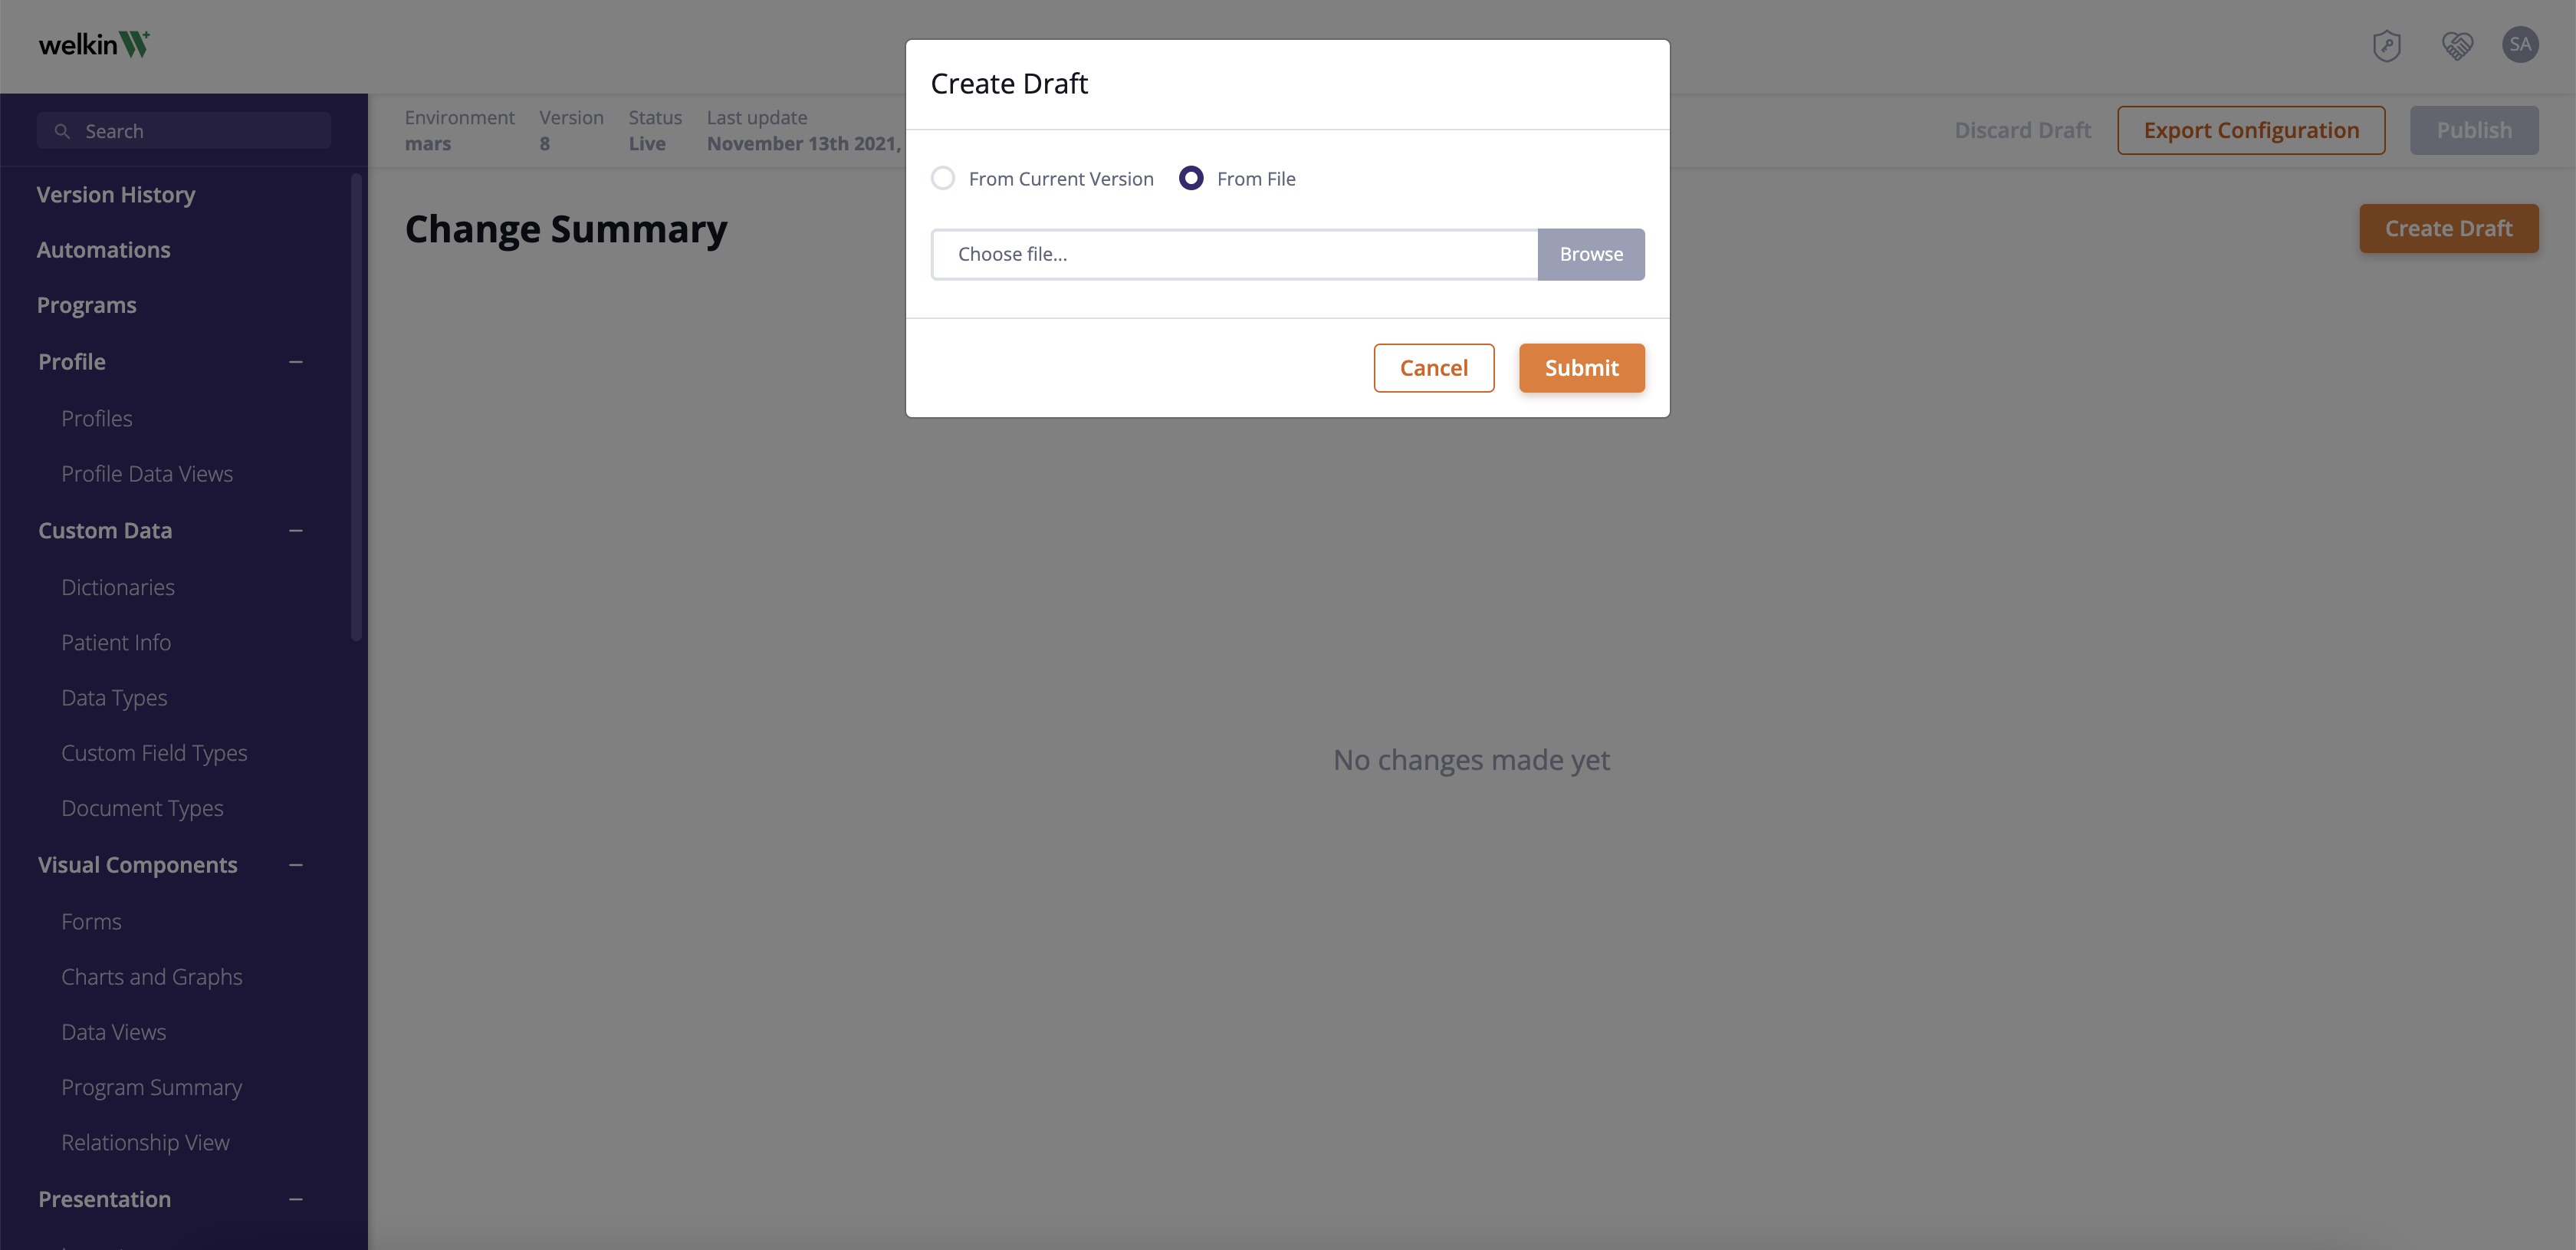 welkin
SA
Search
Version History
Automations
Programs
Profile
Profiles
Profile Data Views
Custom Data
Dictionaries
Patient Info
Data Types
Custom Field Types
Document Types
Visual Components
Forms
Charts and Graphs
Data Views
Program Summary
Relationship View
Presentation
Environment Version Status Last update
mars 8 Live November 13th 2021,
Discard Draft Export Configuration Publish
Change Summary
Create Draft
No changes made yet
Create Draft
From Current Version From File
Choose file... Browse
Cancel Submit